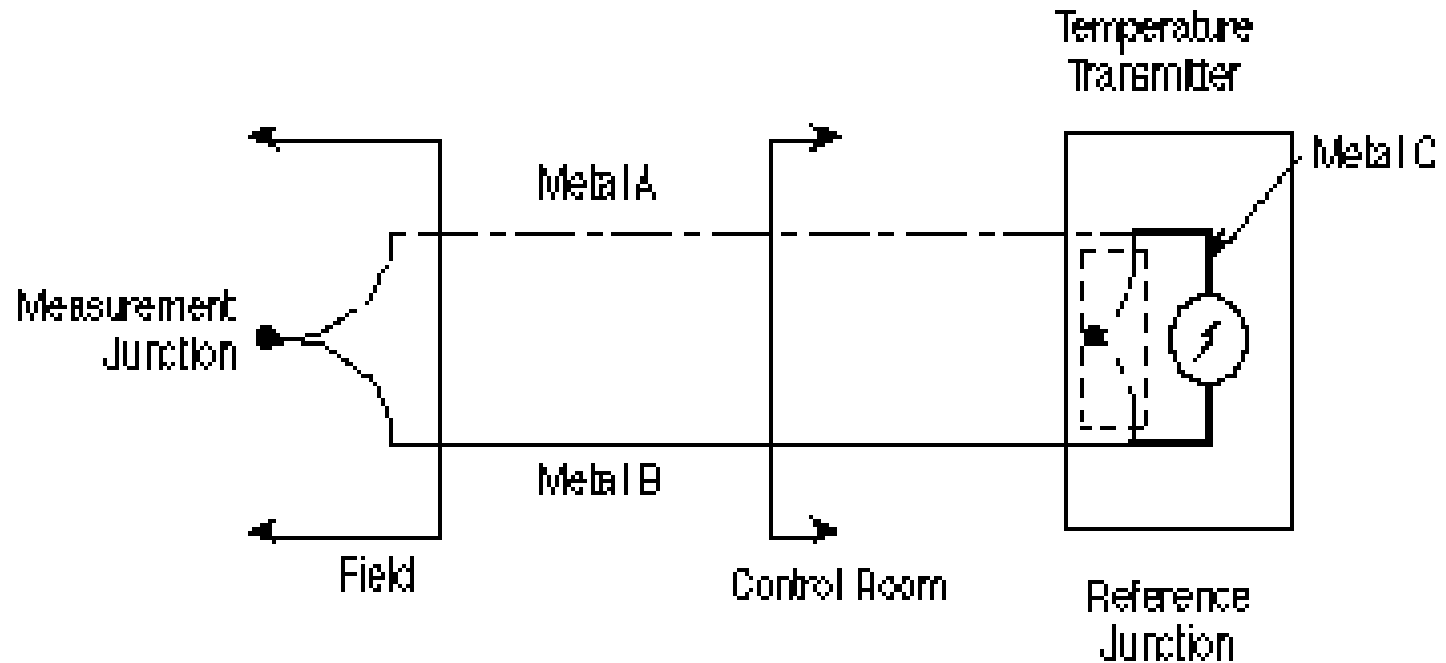 Temperature
Transmitter
Metal C
Metal A
Measurement
Junction
Metal B
Field
Control Room
Reference
Junction